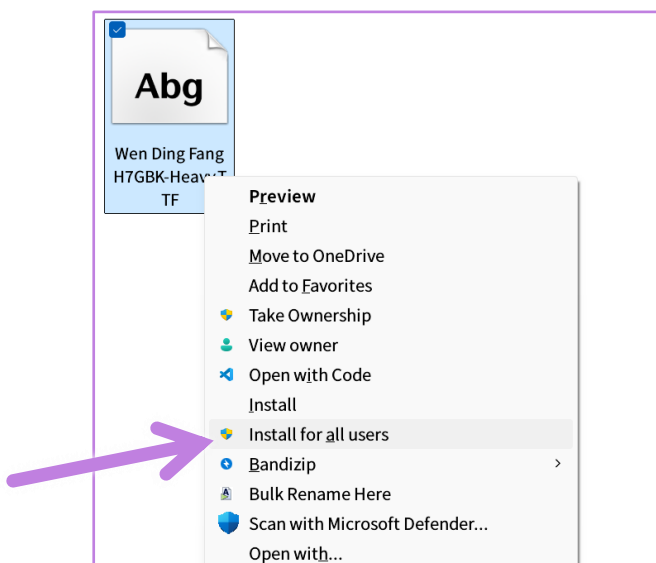 Abg
Wen Ding Fang
H7GBK-Heavy.T
TF
Preview
Print
Move to OneDrive
Add to Favorites
Take Ownership
View owner
Open with Code
Install
Install for all users
Bandizip
Bulk Rename Here
Scan with Microsoft Defender...
Open with...